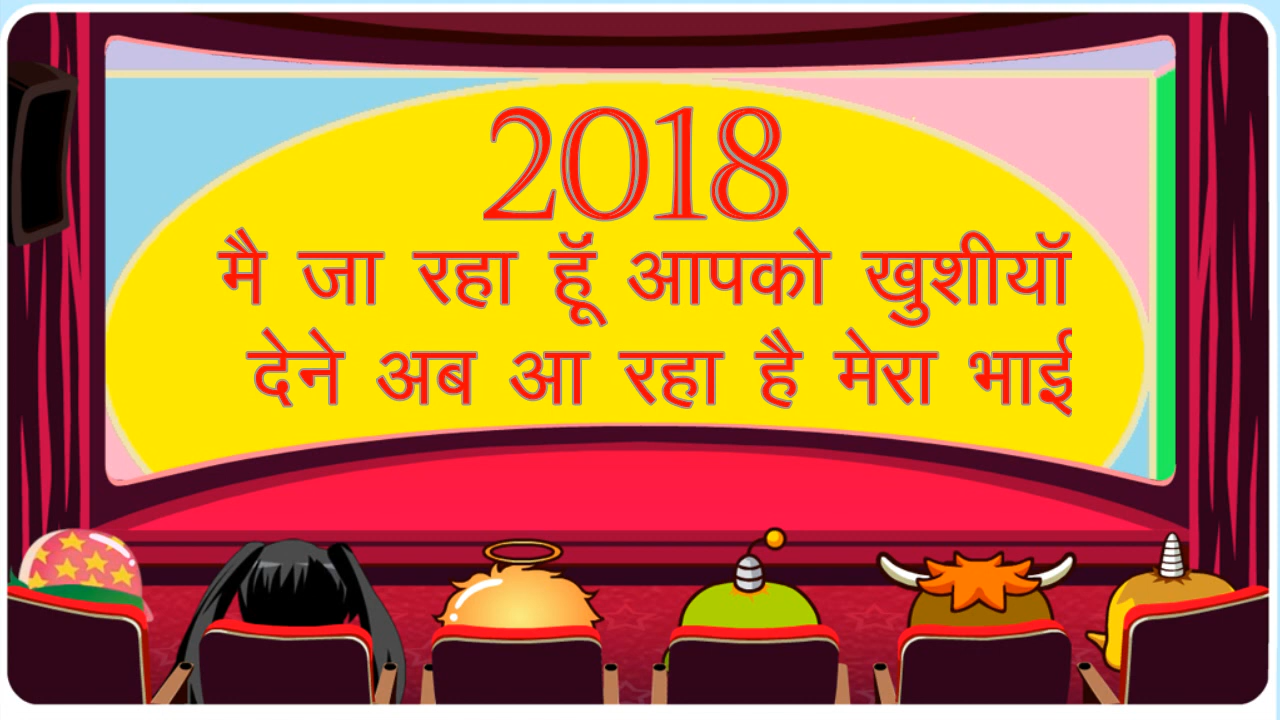 2018
मै जा रहा हूॅ आपको खुशीयॉ
देने अब आ रहा है मेरा भाई